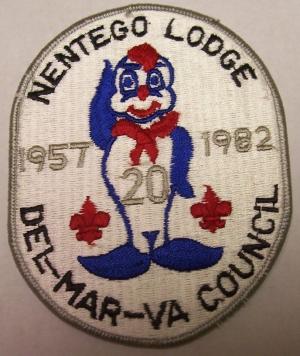 NENTEGO LODGE
1957 1982
20
DEL-MAR-VA COUNCIL